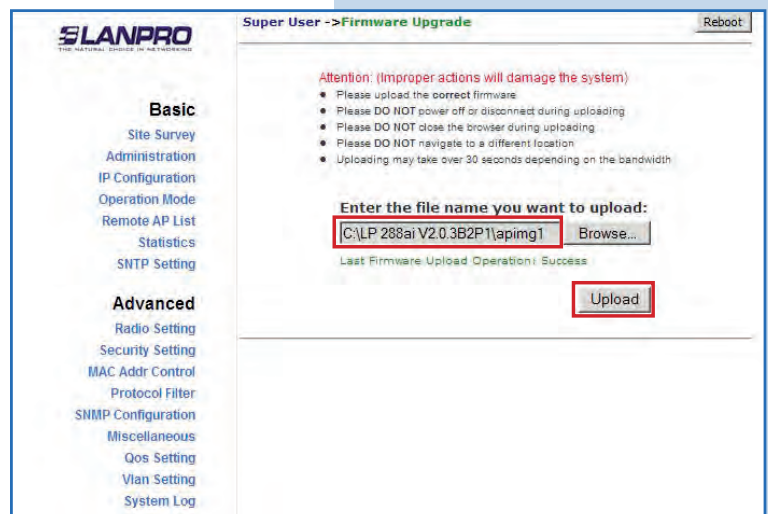 LANPRO
THE NATURAL CHOICE IN NETWORKING
Basic
Site Survey
Administration
IP Configuration
Operation Mode
Remote AP List
Statistics
SNTP Setting
Advanced
Radio Setting
Security Setting
MAC Addr Control
Protocol Filter
SNMP Configuration
Miscellaneous
Qos Setting
Vlan Setting
System Log
Super User ->Firmware Upgrade
Reboot
Attention: (Improper actions will damage the system)
• Please upload the correct firmware
• Please DO NOT power off or disconnect during uploading
• Please DO NOT close the browser during uploading
• Please DO NOT navigate to a different location
• Uploading may take over 30 seconds depending on the bandwidth
Enter the file name you want to upload:
C:\LP 288ai V2.0.3B2P1\apimg1 Browse...
Last Firmware Upload Operation: Success
Upload